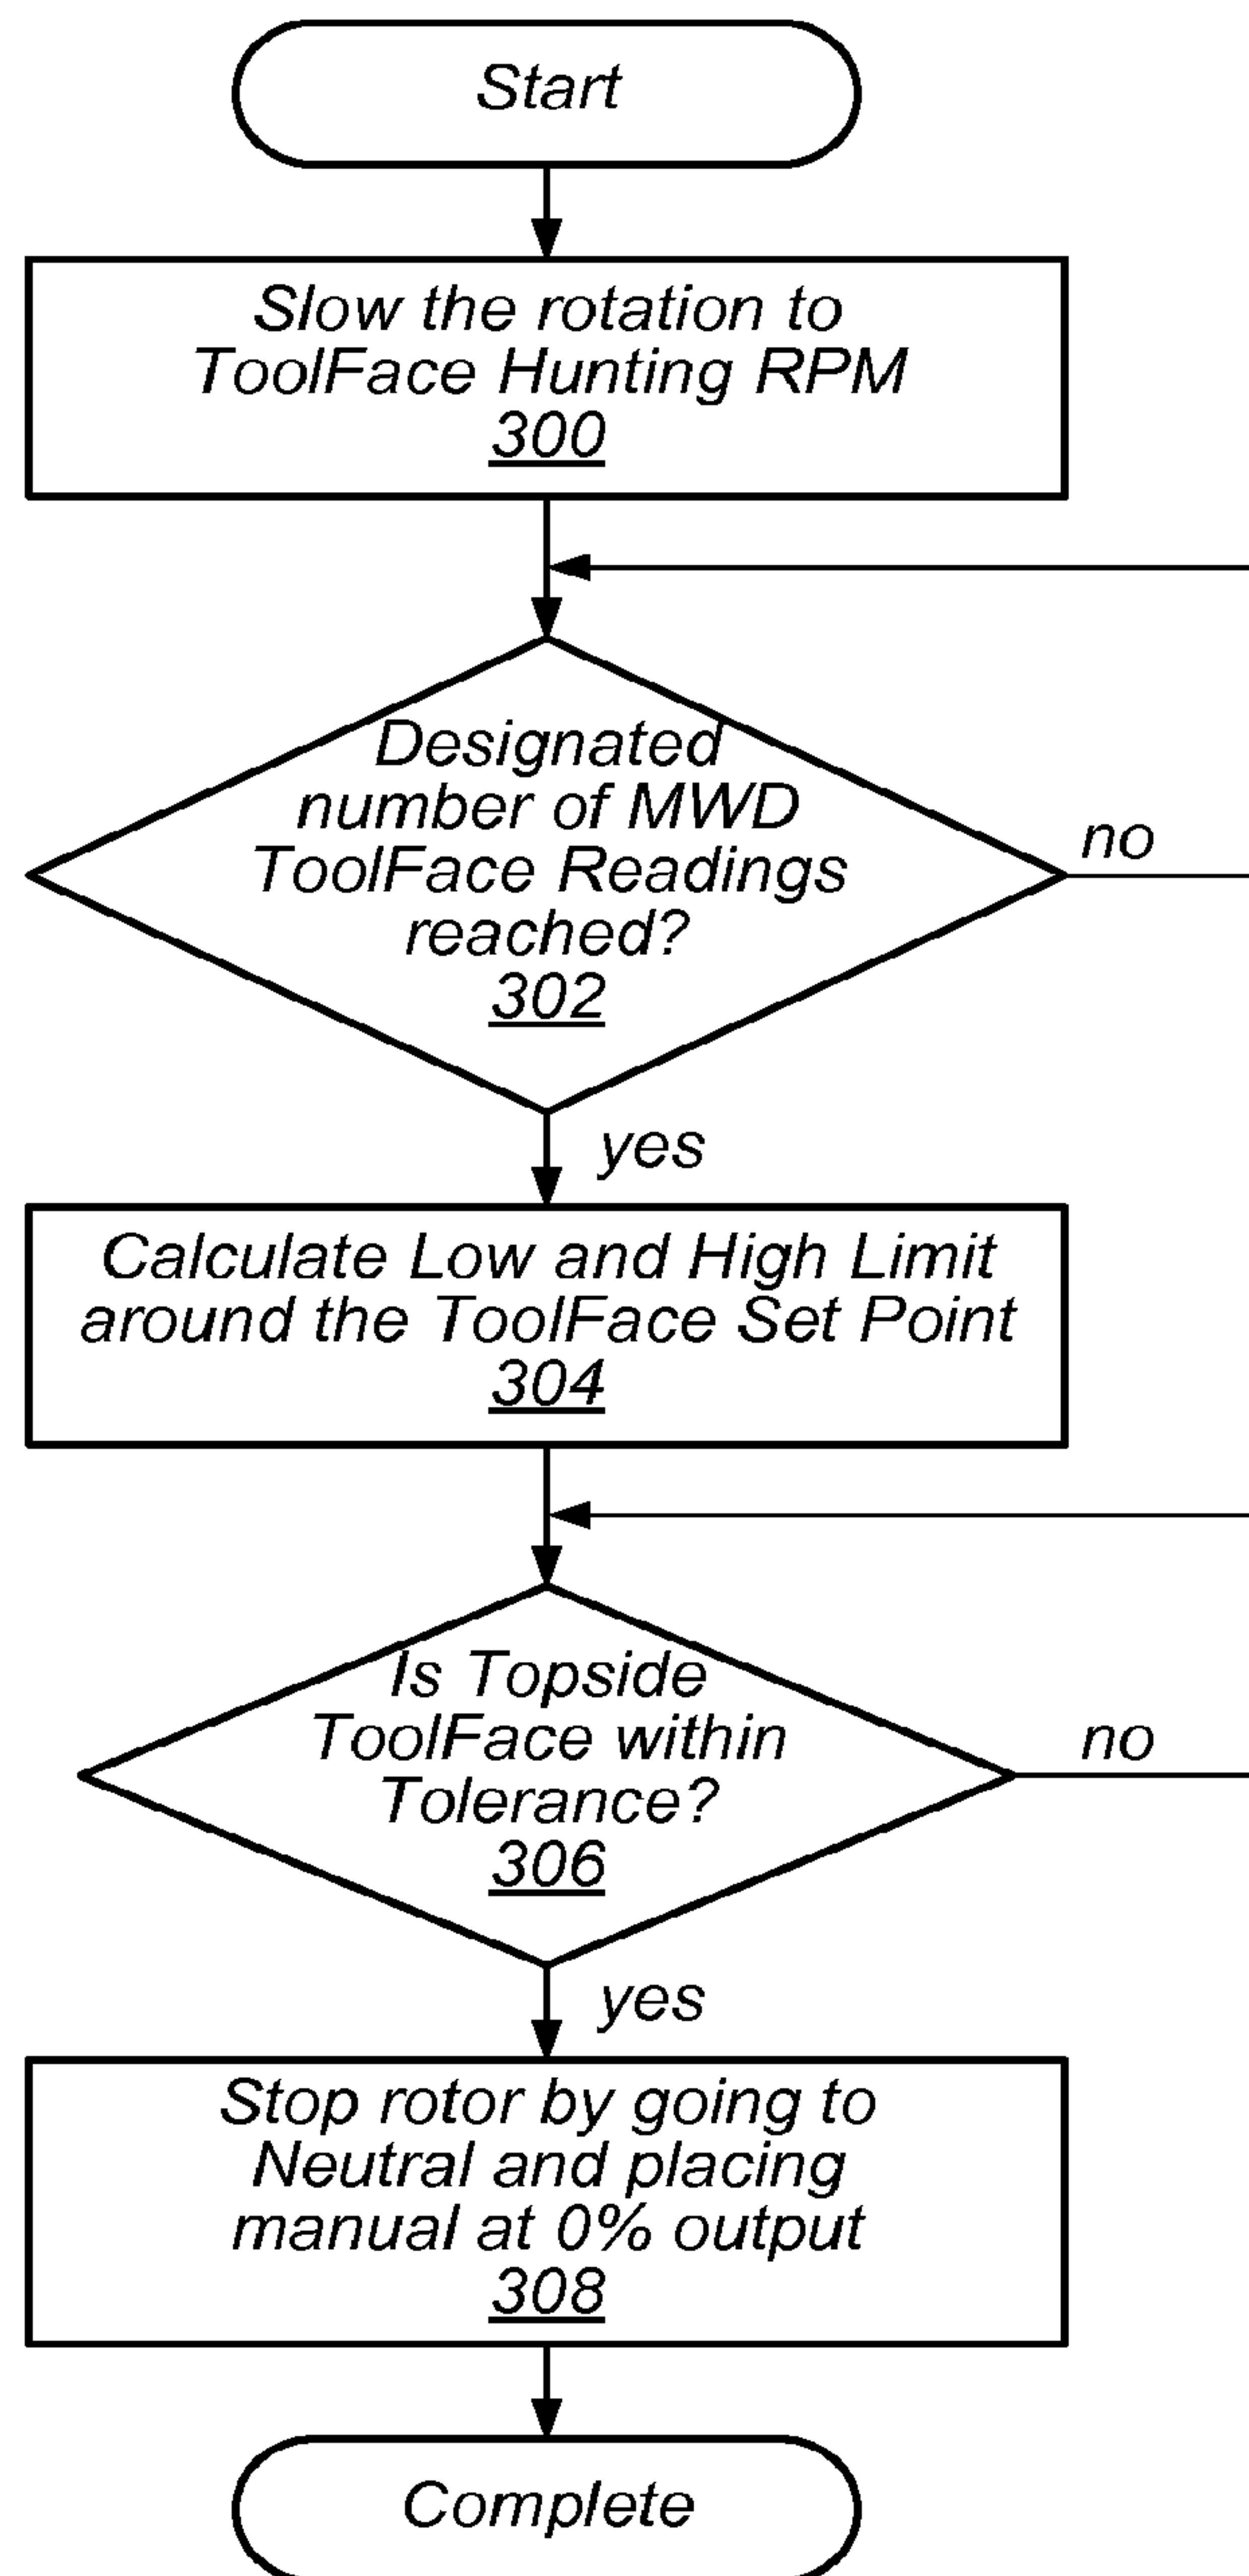 Start
Slow the rotation to
ToolFace Hunting RPM
300
Designated
number of MWD
ToolFace Readings
reached?
302
no
yes
Calculate Low and High Limit
around the ToolFace Set Point
304
Is Topside
ToolFace within
Tolerance?
306
no
yes
Stop rotor by going to
Neutral and placing
manual at 0% output
308
Complete